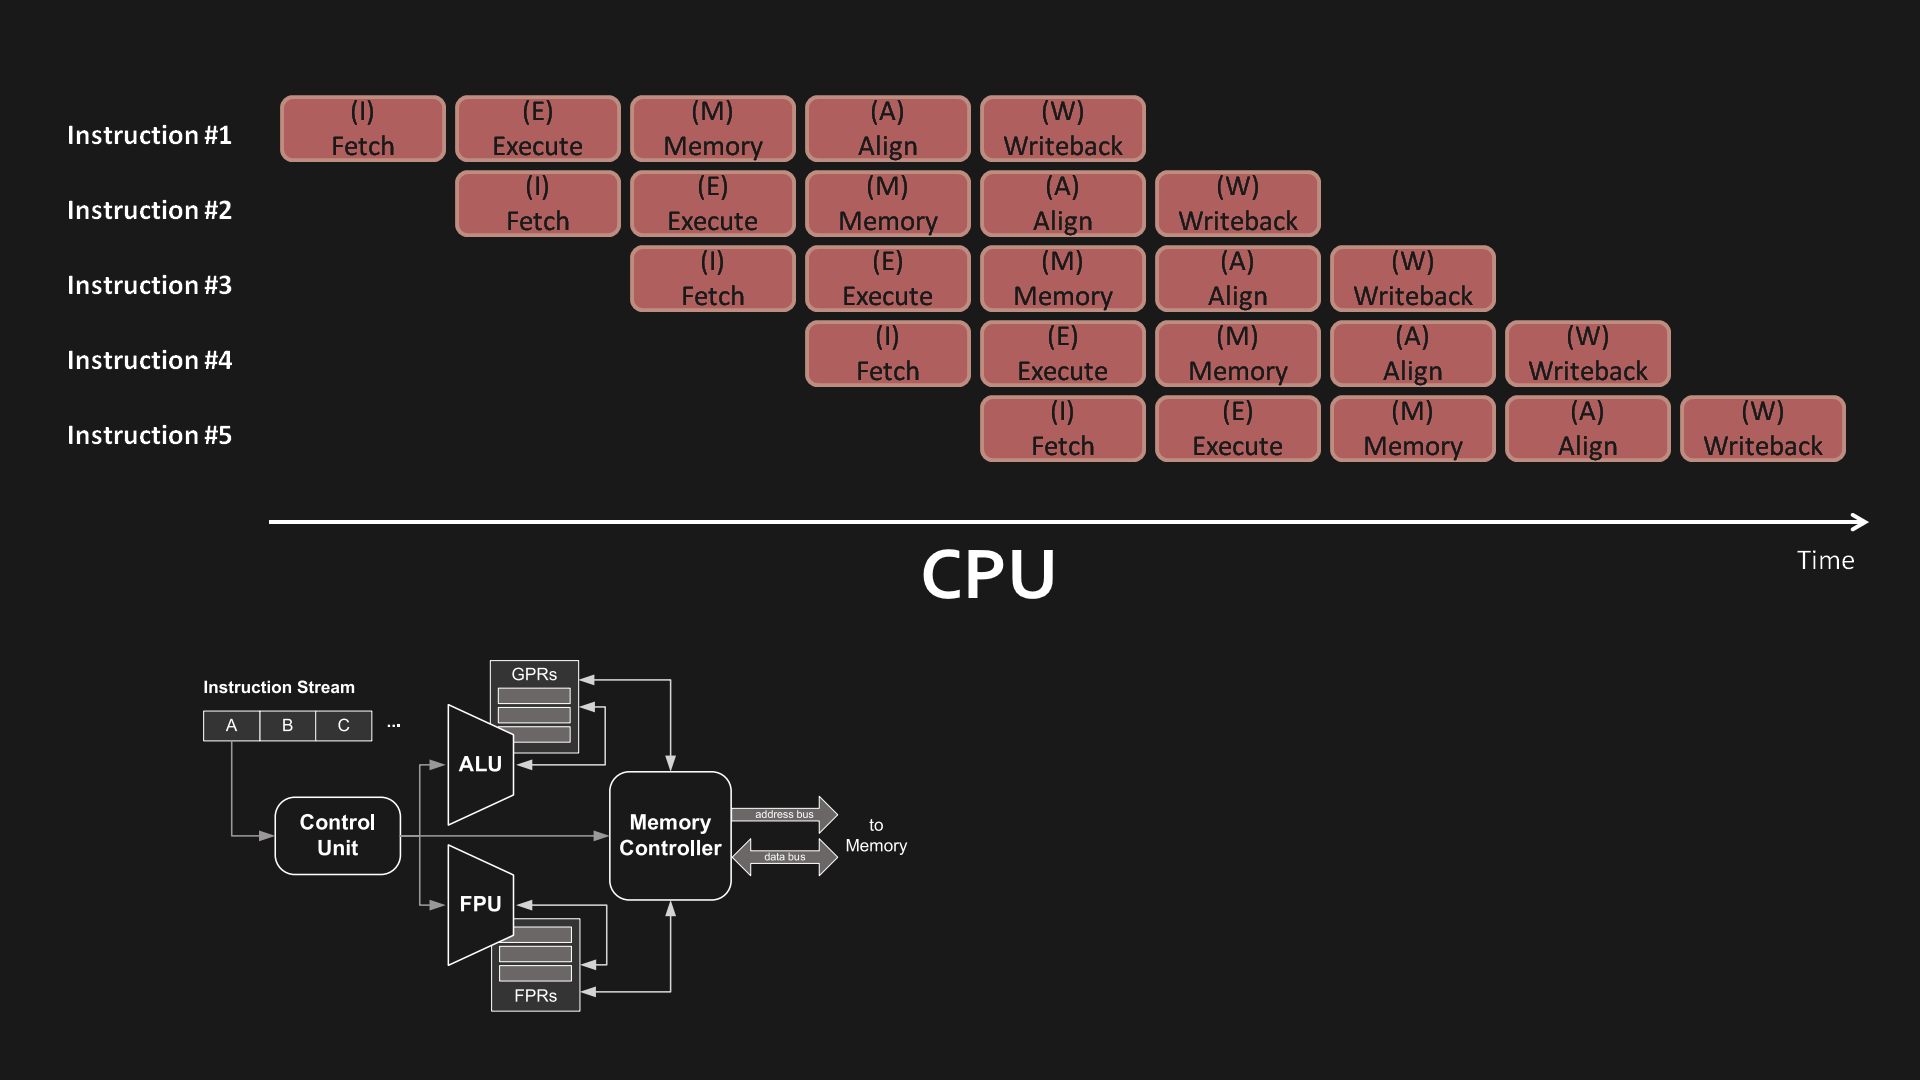 Instruction #1
(I)
Fetch
(E)
Execute
(M)
Memory
(A)
Align
(W)
Writeback
Instruction #2
(I)
Fetch
(E)
Execute
(M)
Memory
(A)
Align
(W)
Writeback
Instruction #3
(I)
Fetch
(E)
Execute
(M)
Memory
(A)
Align
(W)
Writeback
Instruction #4
(I)
Fetch
(E)
Execute
(M)
Memory
(A)
Align
(W)
Writeback
Instruction #5
(I)
Fetch
(E)
Execute
(M)
Memory
(A)
Align
(W)
Writeback
Time
CPU
Instruction Stream
A B C ...
GPRs
ALU
Control
Unit
Memory
Controller
address bus
data bus
to
Memory
FPU
FPRs